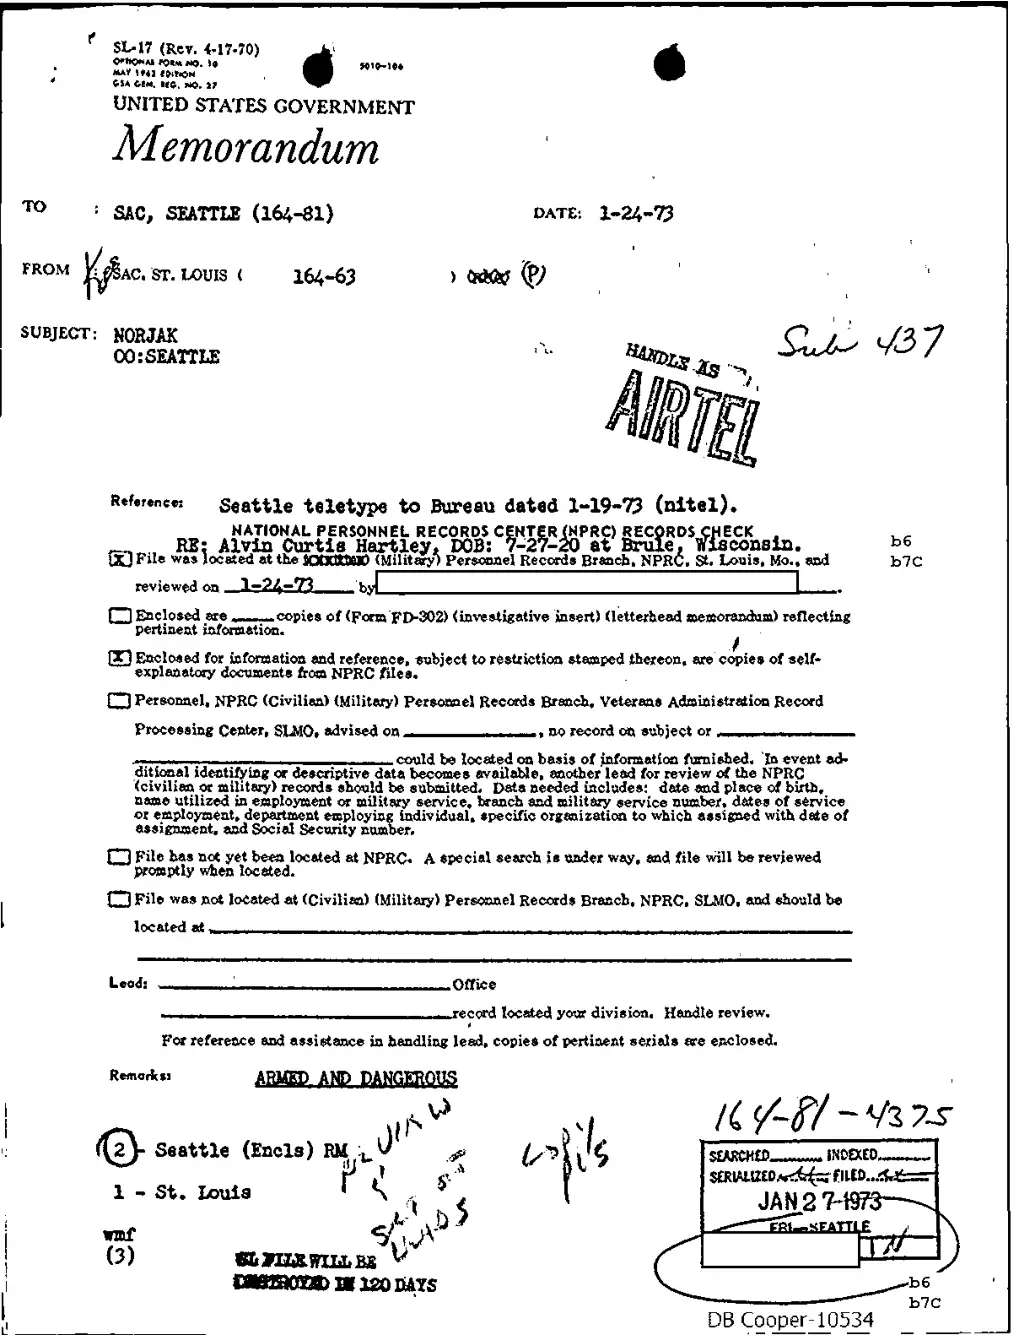 SL-17 (Rev. 4-17-70)
OPTIONAL FORM NO. 10
MAY 1962 EDITION
GSA GEN. REG. NO. 27
5010-106
UNITED STATES GOVERNMENT
Memorandum
TO : SAC, SEATTLE (164-81) DATE: 1-24-73
FROM SAC, ST. LOUIS ( 164-63 ) (P)
SUBJECT: NORJAK
OO:SEATTLE
Sub 437
HANDLE AS
AIRTEL
Reference: Seattle teletype to Bureau dated 1-19-73 (nitel).
NATIONAL PERSONNEL RECORDS CENTER (NPRC) RECORDS CHECK
RE: Alvin Curtis Hartley, DOB: 7-27-20 at Brule, Wisconsin.
b6
b7C
[X] File was located at the (Military) Personnel Records Branch, NPRC, St. Louis, Mo., and
reviewed on 1-24-73 by .
Enclosed are ____ copies of (Form FD-302) (investigative insert) (letterhead memorandum) reflecting
pertinent information.
[X] Enclosed for information and reference, subject to restriction stamped thereon, are copies of self-
explanatory documents from NPRC files.
Personnel, NPRC (Civilian) (Military) Personnel Records Branch, Veterans Administration Record
Processing Center, SLMO, advised on ____, no record on subject or ____
____ could be located on basis of information furnished. In event ad-
ditional identifying or descriptive data becomes available, another lead for review of the NPRC
(civilian or military) records should be submitted. Data needed includes: date and place of birth,
name utilized in employment or military service, branch and military service number, dates of service
or employment, department employing individual, specific organization to which assigned with date of
assignment, and Social Security number.
File has not yet been located at NPRC. A special search is under way, and file will be reviewed
promptly when located.
File was not located at (Civilian) (Military) Personnel Records Branch, NPRC, SLMO, and should be
located at ____
Lead: ____ Office
____ record located your division. Handle review.
For reference and assistance in handling lead, copies of pertinent serials are enclosed.
Remarks: ARMED AND DANGEROUS
164-81-4375
2 - Seattle (Encls) RM
1 - St. Louis
wmf
(3)
SL FILE WILL BE
DESTROYED IN 120 DAYS
SEARCHED____ INDEXED____
SERIALIZED____ FILED____
JAN 27 1973
FBI-SEATTLE
b6
b7C
DB Cooper-10534